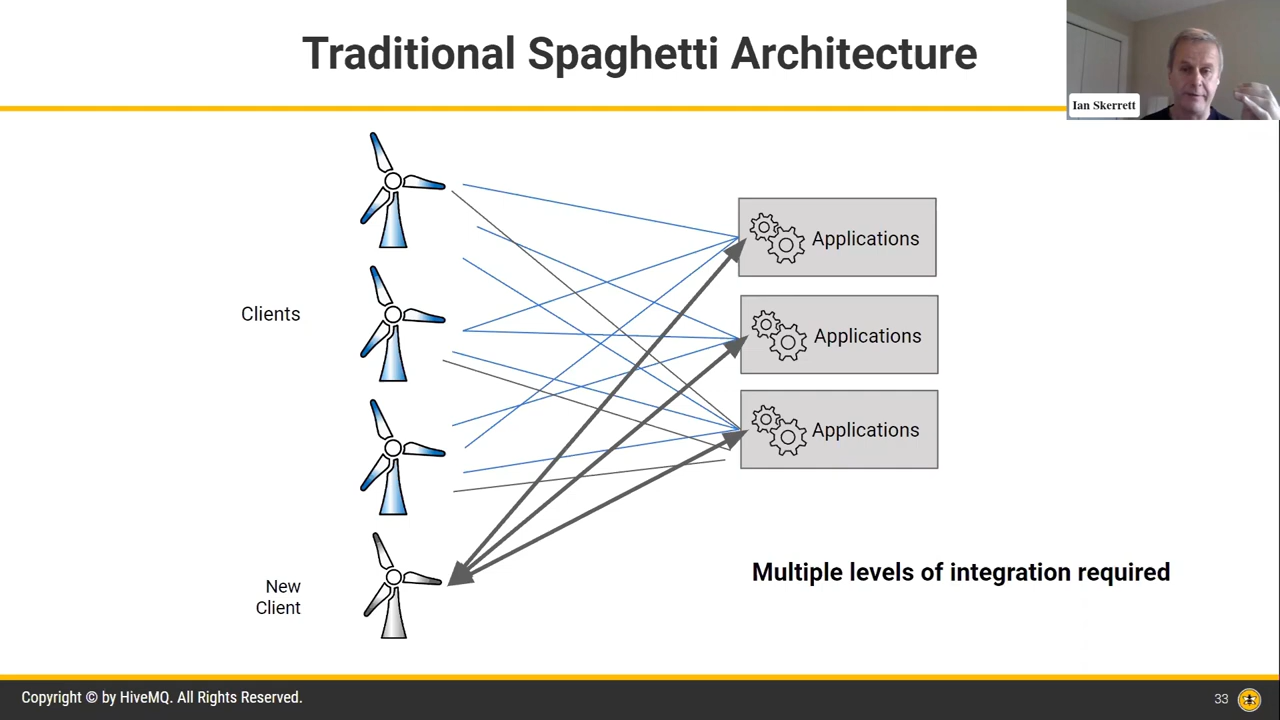 Traditional Spaghetti Architecture
Ian Skerrett
Applications
Clients
Applications
Applications
New
Client
Multiple levels of integration required
Copyright © by HiveMQ. All Rights Reserved.
33